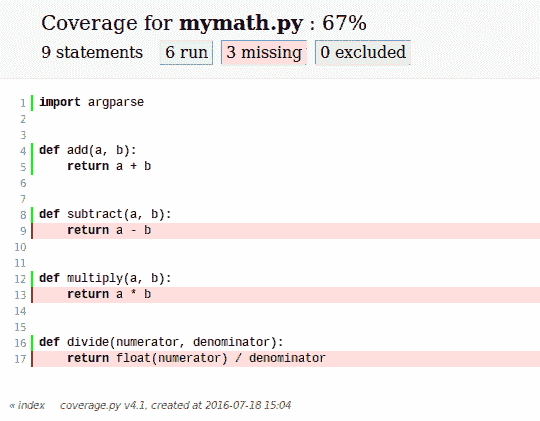 Coverage for mymath.py : 67%
9 statements 6 run 3 missing 0 excluded
1 import argparse
2
3
4 def add(a, b):
5     return a + b
6
7
8 def subtract(a, b):
9     return a - b
10
11
12 def multiply(a, b):
13     return a * b
14
15
16 def divide(numerator, denominator):
17     return float(numerator) / denominator
« index coverage.py v4.1, created at 2016-07-18 15:04